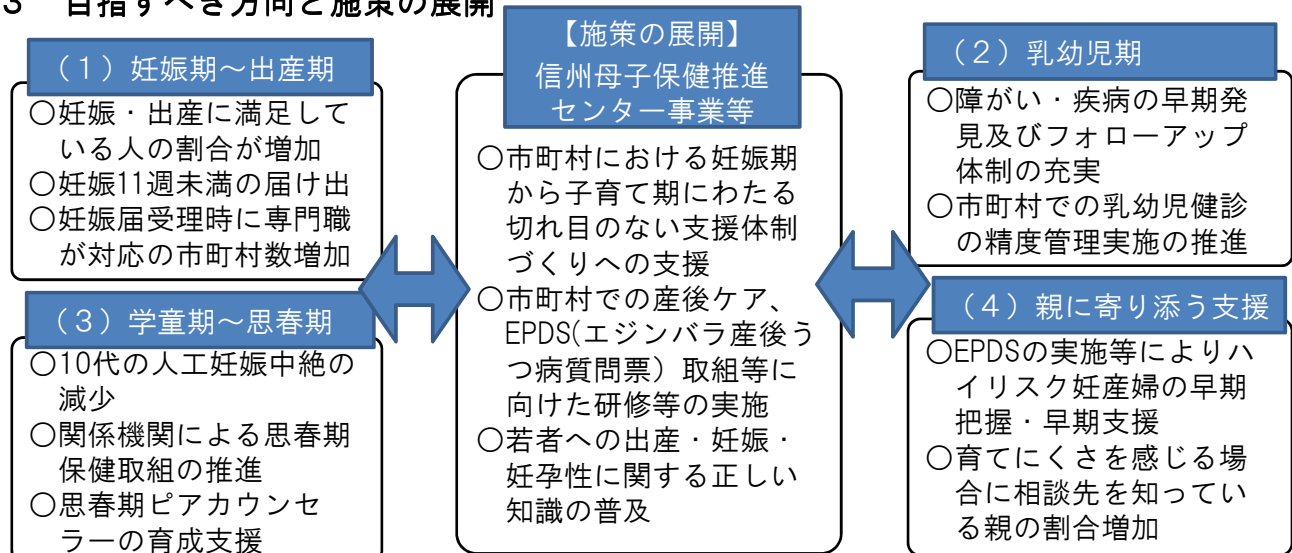 ３　目指すべき方向と施策の展開
（１）妊娠期～出産期
○妊娠・出産に満足して
いる人の割合が増加
○妊娠11週未満の届け出
○妊娠届受理時に専門職
が対応の市町村数増加
（３）学童期～思春期
○10代の人工妊娠中絶の
減少
○関係機関による思春期
保健取組の推進
○思春期ピアカウンセ
ラーの育成支援
【施策の展開】
信州母子保健推進
センター事業等
○市町村における妊娠期
から子育て期にわたる
切れ目のない支援体制
づくりへの支援
○市町村での産後ケア、
EPDS(エジンバラ産後う
つ病質問票）取組等に
向けた研修等の実施
○若者への出産・妊娠・
妊孕性に関する正しい
知識の普及
（２）乳幼児期
○障がい・疾病の早期発
見及びフォローアップ
体制の充実
○市町村での乳幼児健診
の精度管理実施の推進
（４）親に寄り添う支援
○EPDSの実施等によりハ
イリスク妊産婦の早期
把握・早期支援
○育てにくさを感じる場
合に相談先を知ってい
る親の割合増加